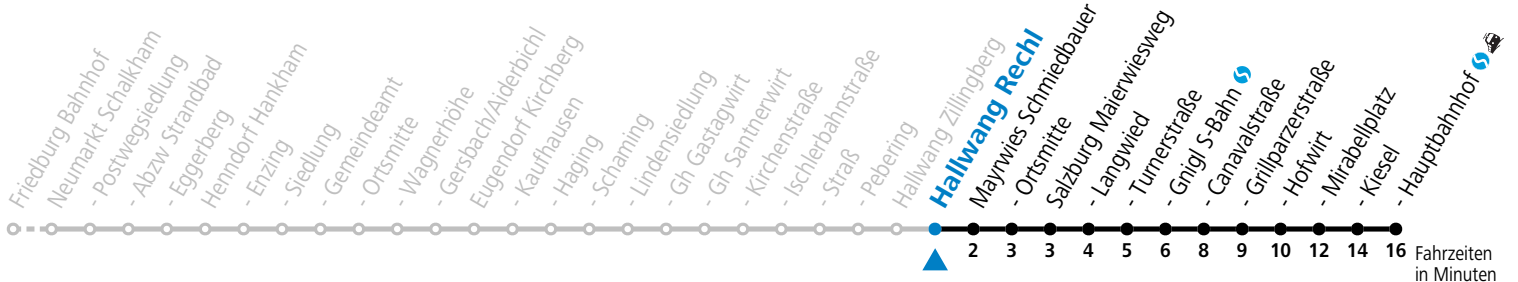 Friedburg Bahnhof
Neumarkt Schalkham
- Postwegsiedlung
- Abzw Strandbad
- Eggerberg
Henndorf Hankham
- Enzing
- Siedlung
- Gemeindeamt
- Ortsmitte
- Wagnerhöhe
- Gersbach/Aiderbichl
Eugendorf Kirchberg
- Kaufhausen
- Haging
- Schaming
- Lindensiedlung
- Gh Gastagwirt
- Gh Santnerwirt
- Kirchenstraße
- Ischlerbahnstraße
- Straß
- Pebering
Hallwang Zillingberg
Hallwang Rechl
Mayrwies Schmiedbauer
- Ortsmitte
Salzburg Maierwiesweg
- Langwied
- Turnerstraße
- Gnigl S-Bahn
- Canavalstraße
- Grillparzerstraße
- Hofwirt
- Mirabellplatz
- Kiesel
- Hauptbahnhof
2 3 3 4 5 6 8 9 10 12 14 16 Fahrzeiten
in Minuten